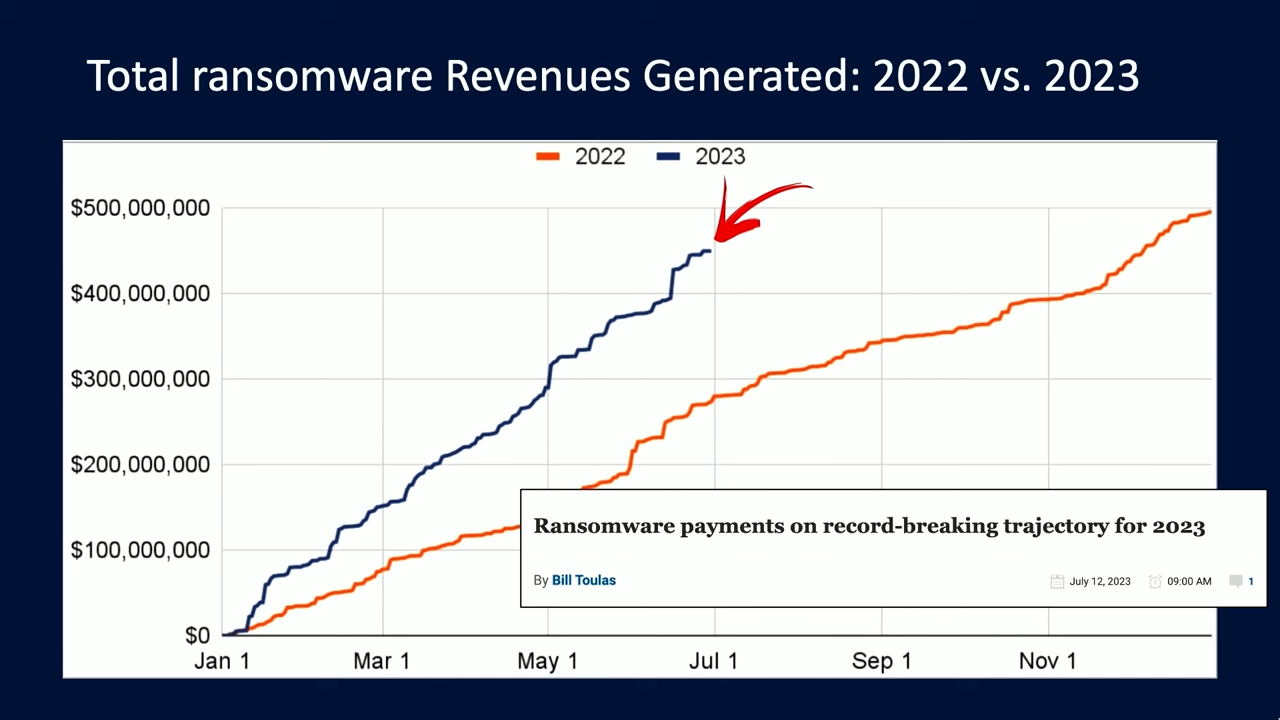 Total ransomware Revenues Generated: 2022 vs. 2023
2022 2023
$500,000,000
$400,000,000
$300,000,000
$200,000,000
$100,000,000
$0
Jan 1 Mar 1 May 1 Jul 1 Sep 1 Nov 1
Ransomware payments on record-breaking trajectory for 2023
By Bill Toulas July 12, 2023 09:00 AM 1